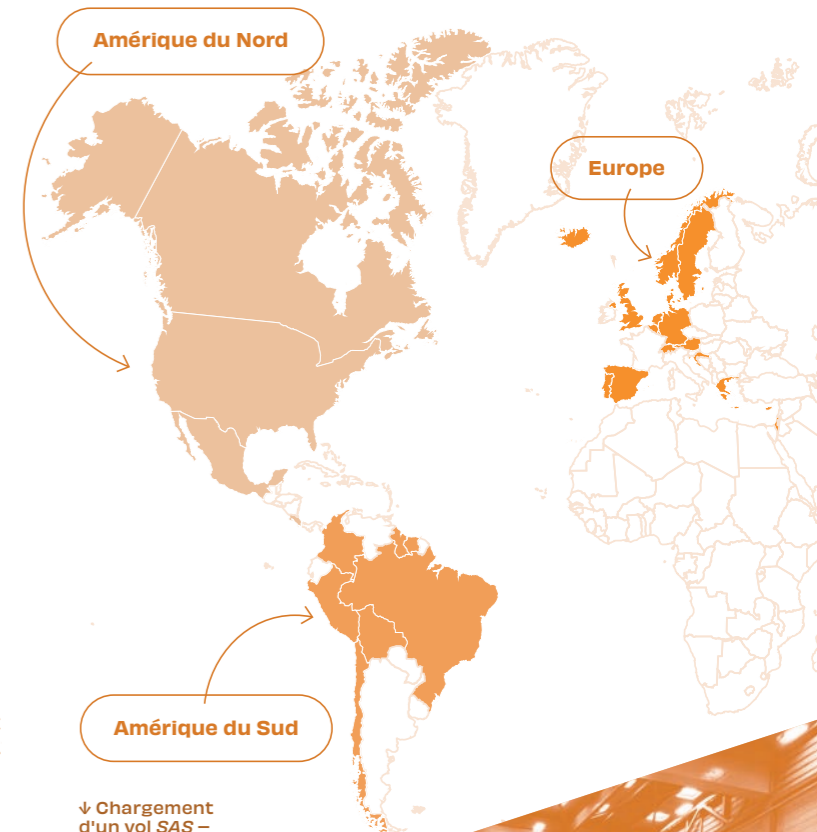 Amérique du Nord
Europe
Amérique du Sud
↓ Chargement
d'un vol SAS –